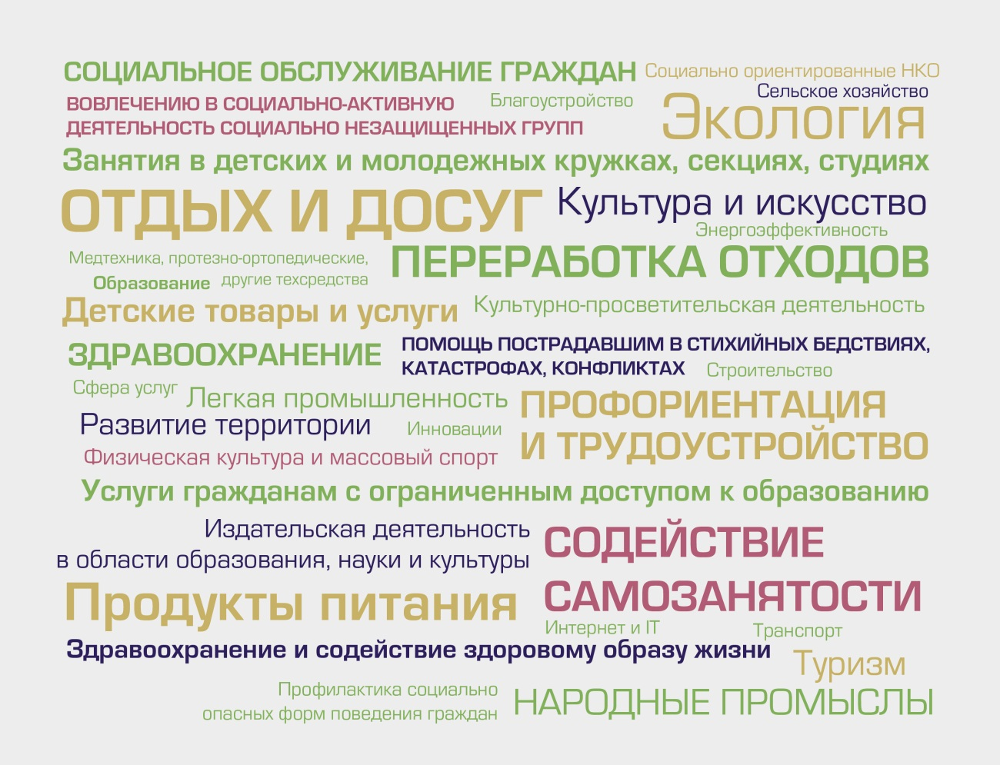 СОЦИАЛЬНОЕ ОБСЛУЖИВАНИЕ ГРАЖДАН
Социально ориентированные НКО
Сельское хозяйство
ВОВЛЕЧЕНИЮ В СОЦИАЛЬНО-АКТИВНУЮ
ДЕЯТЕЛЬНОСТЬ СОЦИАЛЬНО НЕЗАЩИЩЕННЫХ ГРУПП
Благоустройство
Экология
Занятия в детских и молодежных кружках, секциях, студиях
ОТДЫХ И ДОСУГ
Культура и искусство
Энергоэффективность
Медтехника, протезно-ортопедические,
другие техсредства
ПЕРЕРАБОТКА ОТХОДОВ
Образование
Детские товары и услуги
Культурно-просветительская деятельность
ЗДРАВООХРАНЕНИЕ
ПОМОЩЬ ПОСТРАДАВШИМ В СТИХИЙНЫХ БЕДСТВИЯХ,
КАТАСТРОФАХ, КОНФЛИКТАХ
Строительство
Сфера услуг
Легкая промышленность
ПРОФОРИЕНТАЦИЯ
И ТРУДОУСТРОЙСТВО
Развитие территории
Инновации
Физическая культура и массовый спорт
Услуги гражданам с ограниченным доступом к образованию
Издательская деятельность
в области образования, науки и культуры
СОДЕЙСТВИЕ
САМОЗАНЯТОСТИ
Продукты питания
Интернет и IT
Транспорт
Здравоохранение и содействие здоровому образу жизни
Туризм
Профилактика социально
опасных форм поведения граждан
НАРОДНЫЕ ПРОМЫСЛЫ